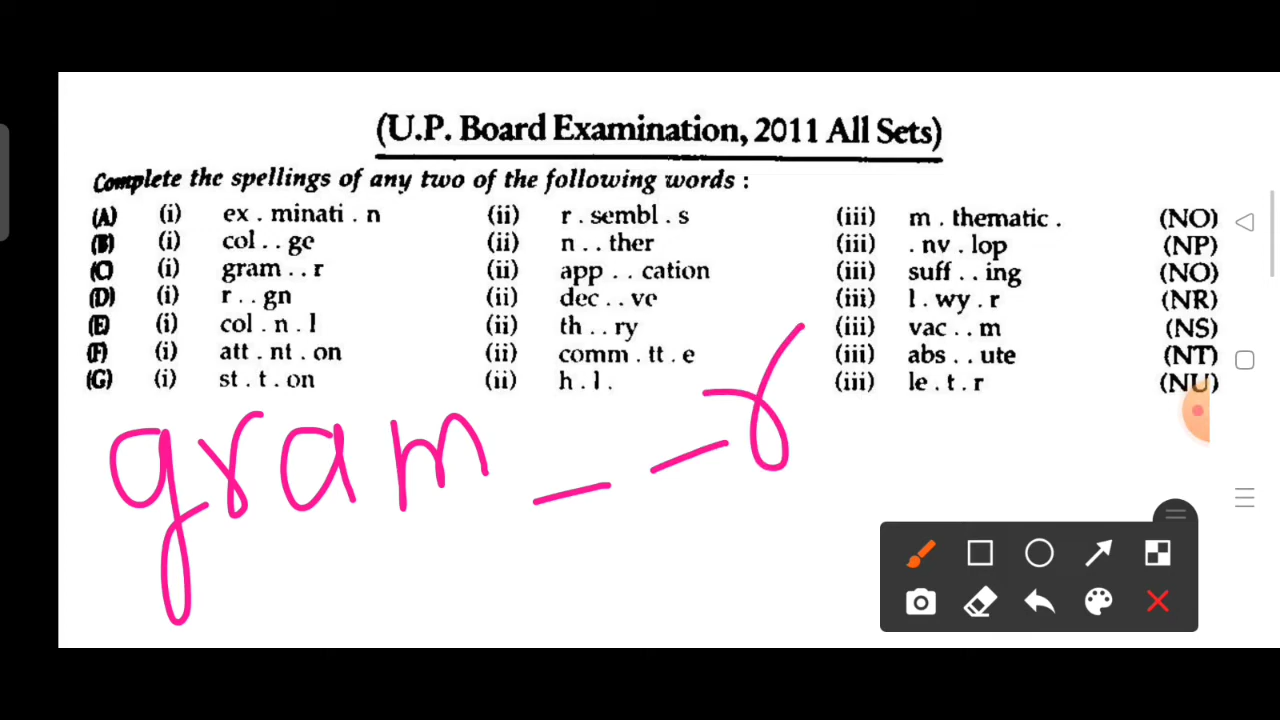 (U.P. Board Examination, 2011 All Sets)
Complete the spellings of any two of the following words :
(A) (i) ex . minati . n (ii) r . sembl . s (iii) m . thematic . (NO)
(B) (i) col . . ge (ii) n . . ther (iii) . nv . lop (NP)
(C) (i) gram . . r (ii) app . . cation (iii) suff . . ing (NO)
(D) (i) r . . gn (ii) dec . . ve (iii) l . wy . r (NR)
(E) (i) col . n . l (ii) th . . ry (iii) vac . . m (NS)
(F) (i) att . nt . on (ii) comm . tt . e (iii) abs . . ute (NT)
(G) (i) st . t . on (ii) h . l . (iii) le . t . r (NU)
gram _ _ r